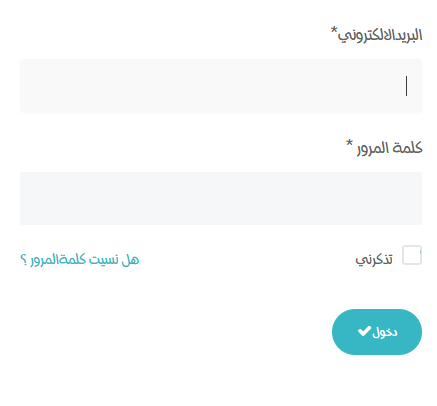 البريدالالكتروني*
كلمة المرور *
تذكرني
هل نسيت كلمةالمرور ؟
دخول